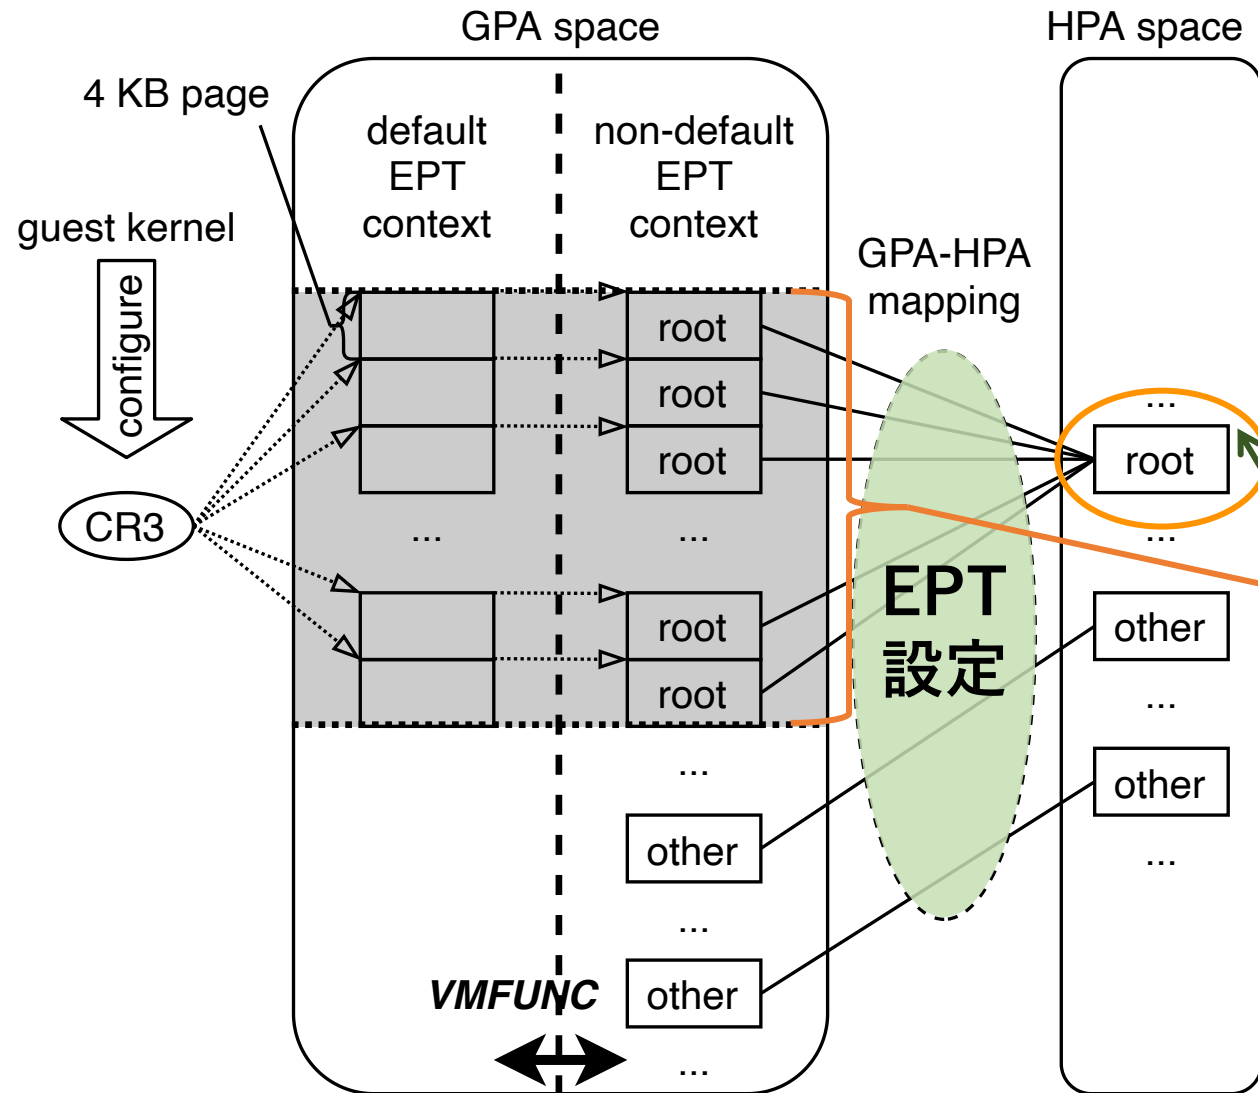 GPA space
HPA space
4 KB page
default
EPT
context
non-default
EPT
context
guest kernel
configure
GPA-HPA
mapping
CR3
root
root
root
...
...
root
root
...
other
...
other
...
VMFUNC
EPT
設定
...
root
...
other
...
other
...